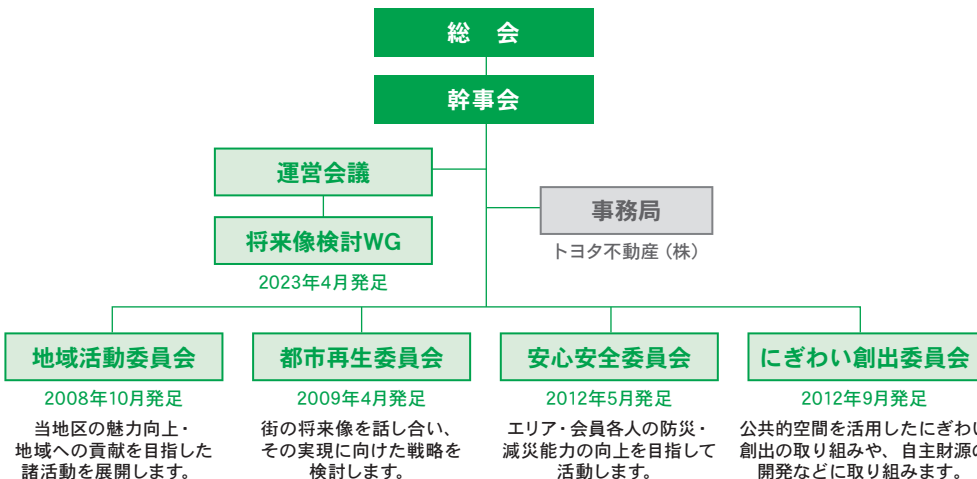 総　会
幹事会
運営会議
将来像検討WG
2023年4月発足
事務局
トヨタ不動産（株）
地域活動委員会
2008年10月発足
当地区の魅力向上・
地域への貢献を目指した
諸活動を展開します。
都市再生委員会
2009年4月発足
街の将来像を話し合い、
その実現に向けた戦略を
検討します。
安心安全委員会
2012年5月発足
エリア・会員各人の防災・
減災能力の向上を目指して
活動します。
にぎわい創出委員会
2012年9月発足
公共的空間を活用したにぎわい
創出の取り組みや、自主財源の
開発などに取り組みます。